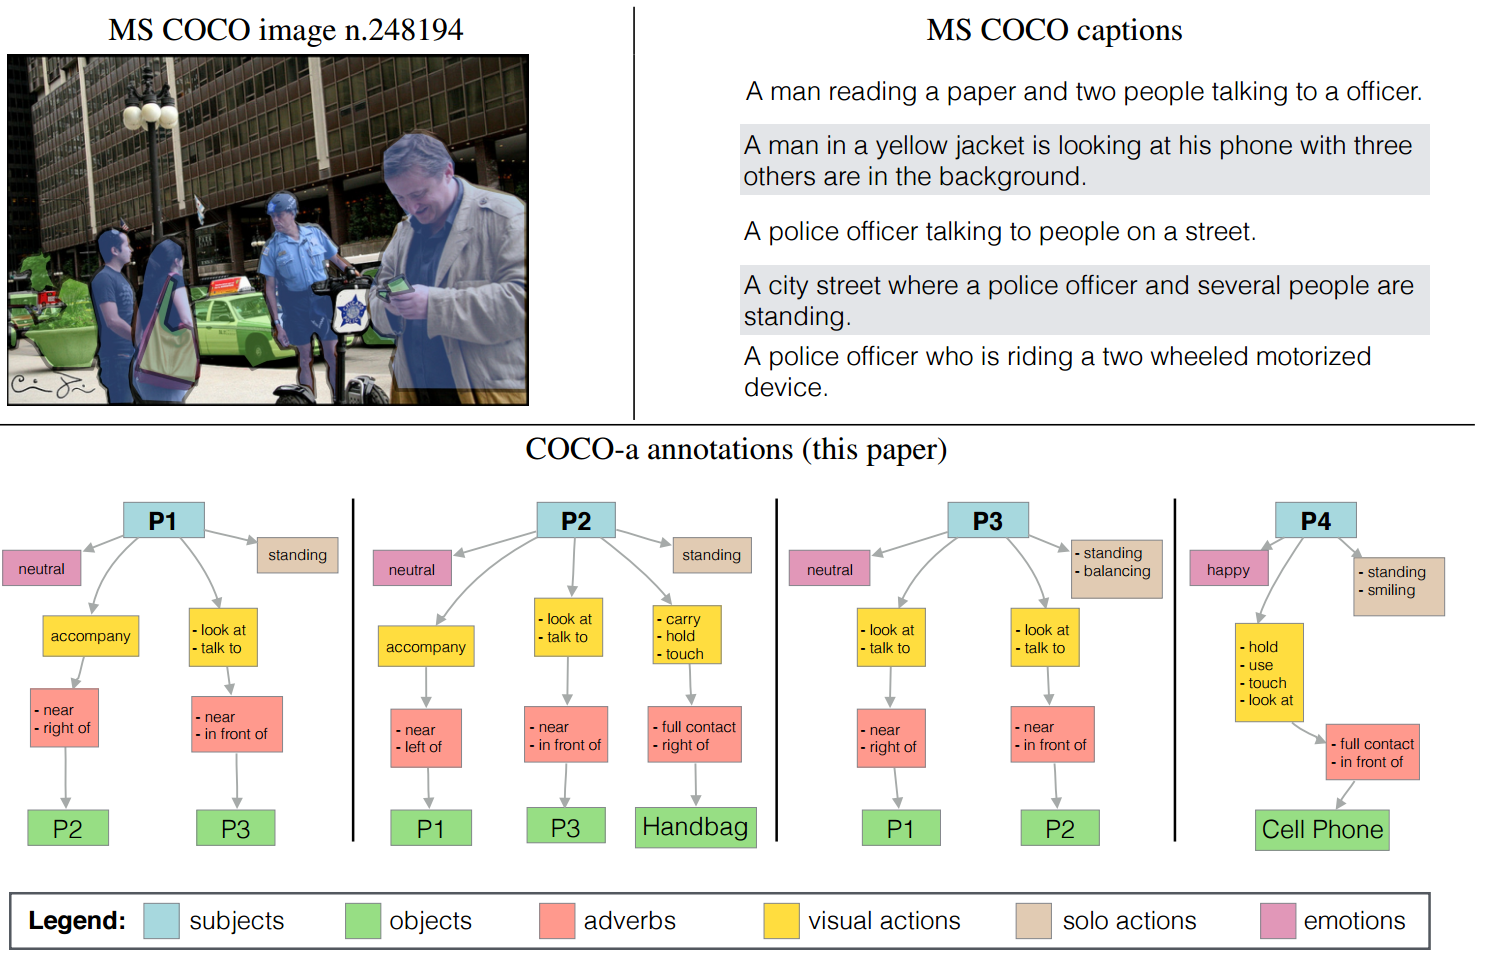 MS COCO image n.248194
MS COCO captions
A man reading a paper and two people talking to a officer.
A man in a yellow jacket is looking at his phone with three
others are in the background.
A police officer talking to people on a street.
A city street where a police officer and several people are
standing.
A police officer who is riding a two wheeled motorized
device.
COCO-a annotations (this paper)
P1
neutral
standing
accompany
- look at
- talk to
- near
- right of
- near
- in front of
P2
P3
P2
neutral
standing
accompany
- look at
- talk to
- carry
- hold
- touch
- near
- left of
- near
- in front of
- full contact
- right of
P1
P3
Handbag
P3
neutral
- standing
- balancing
- look at
- talk to
- look at
- talk to
- near
- right of
- near
- in front of
P1
P2
P4
happy
- standing
- smiling
- hold
- use
- touch
- look at
- full contact
- in front of
Cell Phone
Legend: subjects objects adverbs visual actions solo actions emotions